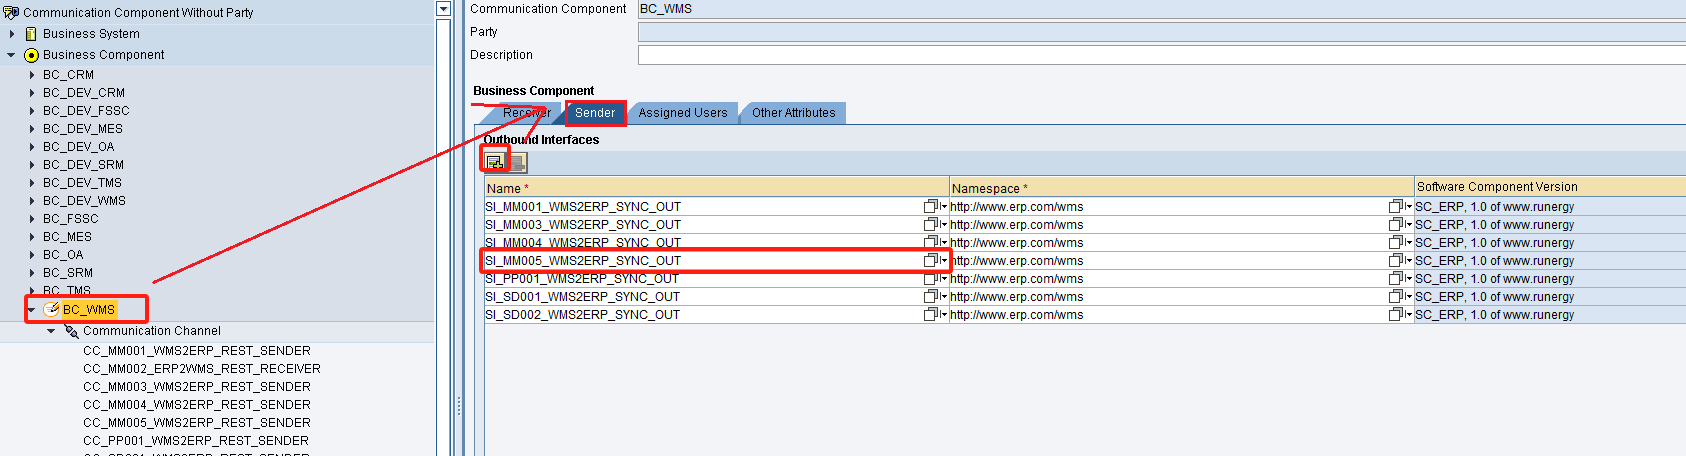 Communication Component Without Party
Business System
Business Component
BC_CRM
BC_DEV_CRM
BC_DEV_FSSC
BC_DEV_MES
BC_DEV_OA
BC_DEV_SRM
BC_DEV_TMS
BC_DEV_WMS
BC_FSSC
BC_MES
BC_OA
BC_SRM
BC_TMS
BC_WMS
Communication Channel
CC_MM001_WMS2ERP_REST_SENDER
CC_MM002_ERP2WMS_REST_RECEIVER
CC_MM003_WMS2ERP_REST_SENDER
CC_MM004_WMS2ERP_REST_SENDER
CC_MM005_WMS2ERP_REST_SENDER
CC_PP001_WMS2ERP_REST_SENDER
Communication Component BC_WMS
Party
Description
Business Component
Receiver Sender Assigned Users Other Attributes
Outbound Interfaces
Name * Namespace * Software Component Version
SI_MM001_WMS2ERP_SYNC_OUT http://www.erp.com/wms SC_ERP, 1.0 of www.runergy
SI_MM003_WMS2ERP_SYNC_OUT http://www.erp.com/wms SC_ERP, 1.0 of www.runergy
SI_MM004_WMS2ERP_SYNC_OUT http://www.erp.com/wms SC_ERP, 1.0 of www.runergy
SI_MM005_WMS2ERP_SYNC_OUT http://www.erp.com/wms SC_ERP, 1.0 of www.runergy
SI_PP001_WMS2ERP_SYNC_OUT http://www.erp.com/wms SC_ERP, 1.0 of www.runergy
SI_SD001_WMS2ERP_SYNC_OUT http://www.erp.com/wms SC_ERP, 1.0 of www.runergy
SI_SD002_WMS2ERP_SYNC_OUT http://www.erp.com/wms SC_ERP, 1.0 of www.runergy